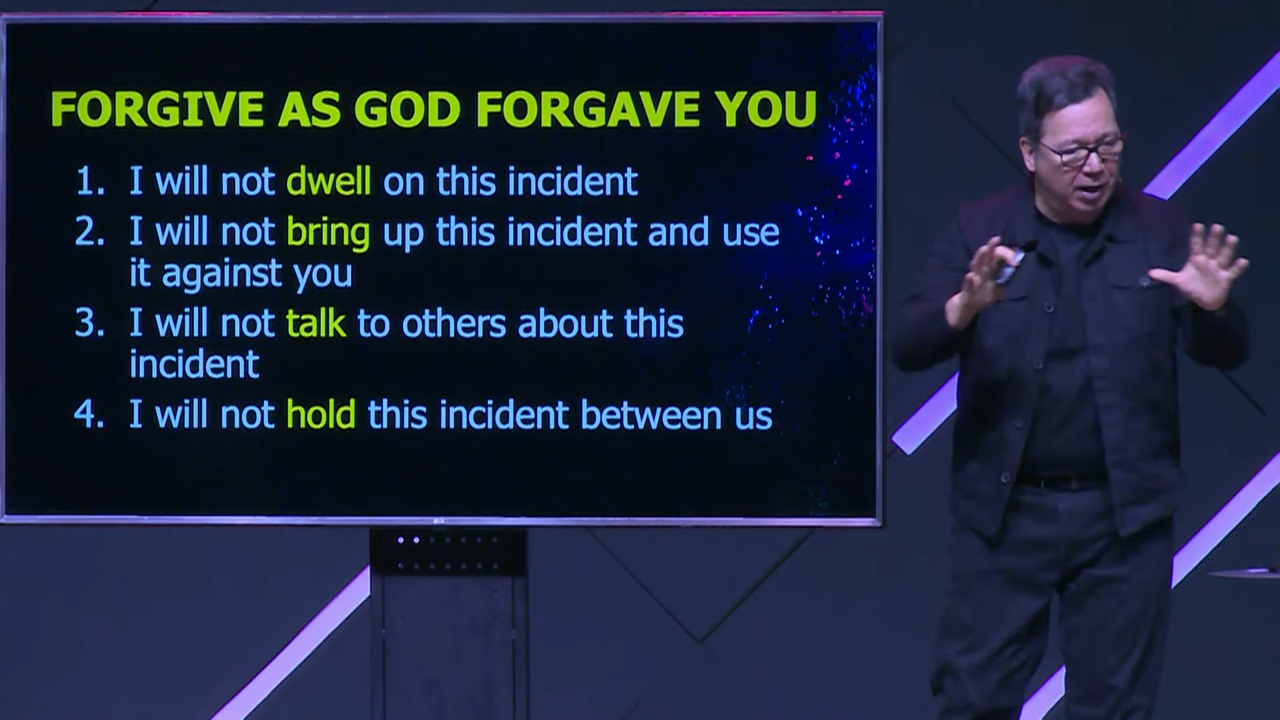 FORGIVE AS GOD FORGAVE YOU
1. I will not dwell on this incident
2. I will not bring up this incident and use
it against you
3. I will not talk to others about this
incident
4. I will not hold this incident between us